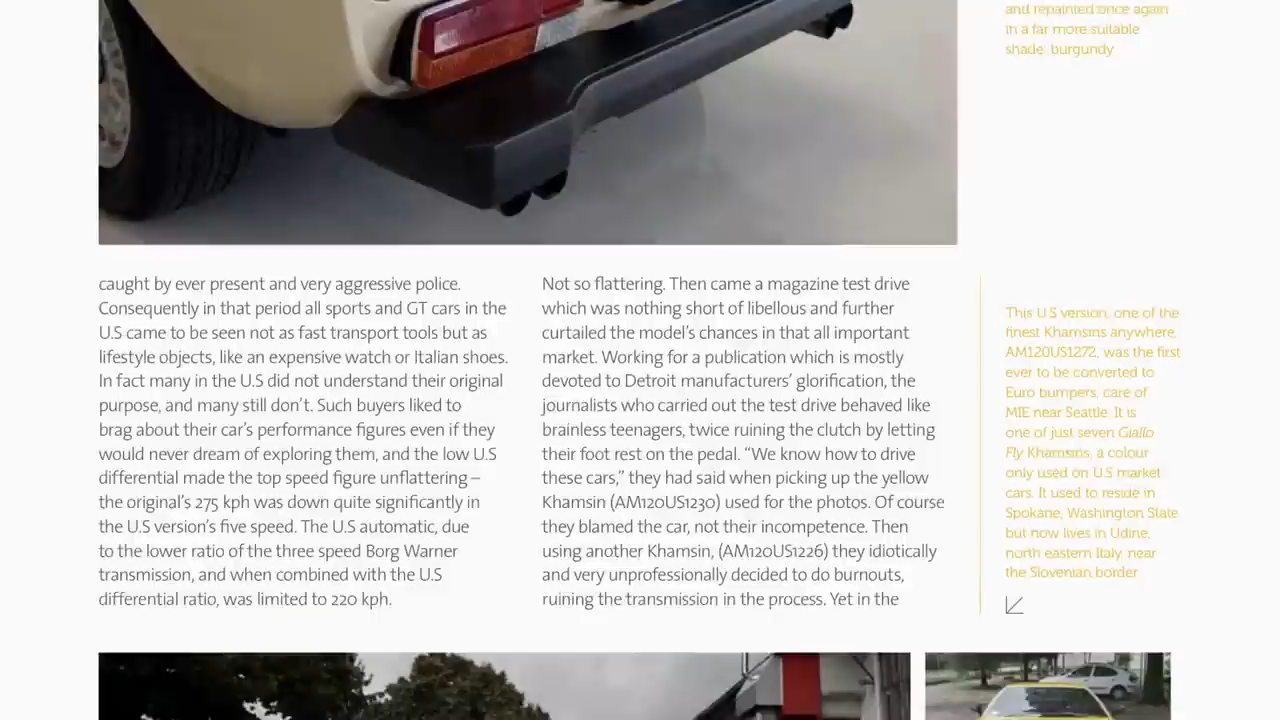 and repainted once again
in a far more suitable
shade: burgundy
caught by ever present and very aggressive police.
Consequently in that period all sports and GT cars in the
U.S came to be seen not as fast transport tools but as
lifestyle objects, like an expensive watch or Italian shoes.
In fact many in the U.S did not understand their original
purpose, and many still don't. Such buyers liked to
brag about their car's performance figures even if they
would never dream of exploring them, and the low U.S
differential made the top speed figure unflattering –
the original's 275 kph was down quite significantly in
the U.S version's five speed. The U.S automatic, due
to the lower ratio of the three speed Borg Warner
transmission, and when combined with the U.S
differential ratio, was limited to 220 kph.
Not so flattering. Then came a magazine test drive
which was nothing short of libellous and further
curtailed the model's chances in that all important
market. Working for a publication which is mostly
devoted to Detroit manufacturers' glorification, the
journalists who carried out the test drive behaved like
brainless teenagers, twice ruining the clutch by letting
their foot rest on the pedal. “We know how to drive
these cars,” they had said when picking up the yellow
Khamsin (AM120US1230) used for the photos. Of course
they blamed the car, not their incompetence. Then
using another Khamsin, (AM120US1226) they idiotically
and very unprofessionally decided to do burnouts,
ruining the transmission in the process. Yet in the
This U.S version, one of the
finest Khamsins anywhere,
AM120US1272, was the first
ever to be converted to
Euro bumpers, care of
MIE near Seattle. It is
one of just seven Giallo
Fly Khamsins, a colour
only used on U.S market
cars. It used to reside in
Spokane, Washington State
but now lives in Udine,
north eastern Italy, near
the Slovenian border